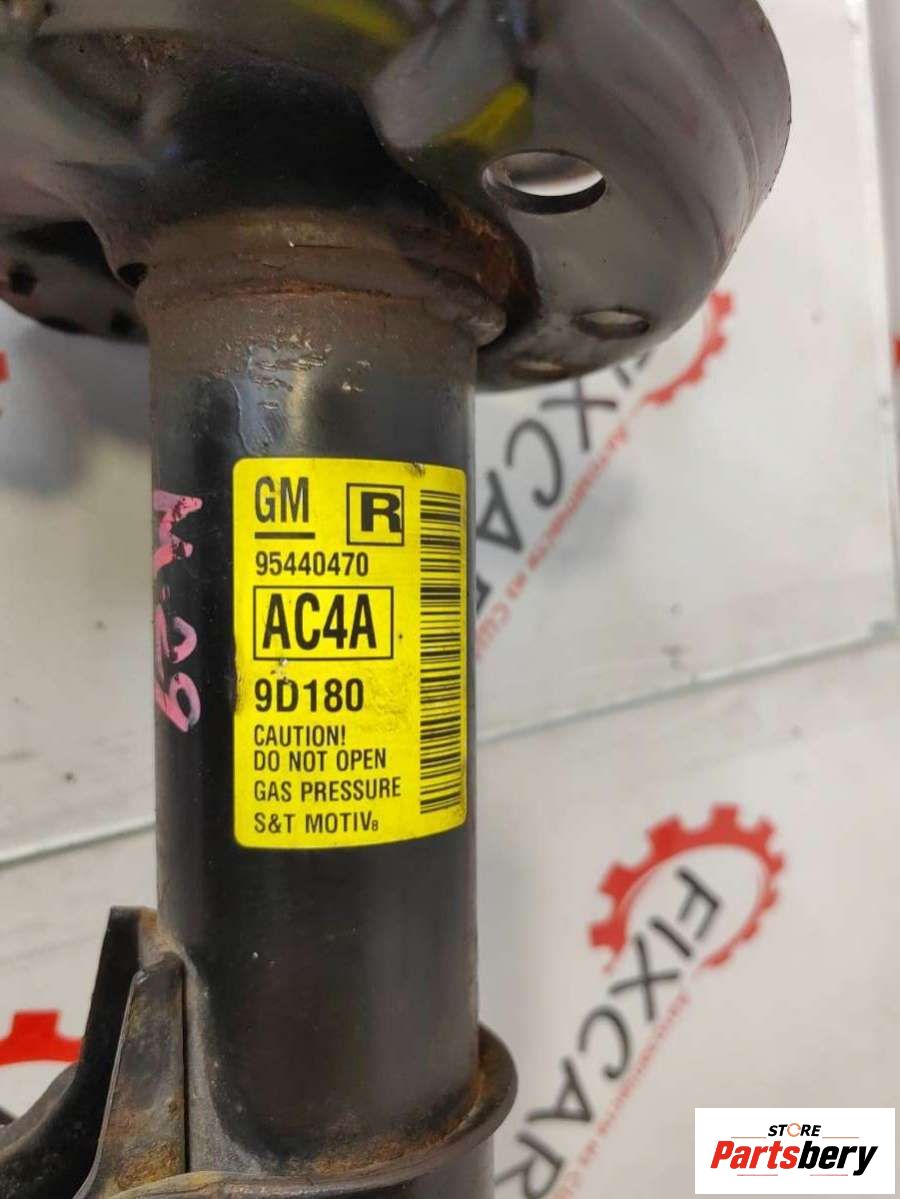 GM R
95440470
AC4A
9D180
CAUTION!
DO NOT OPEN
GAS PRESSURE
S&T MOTIV8
FIXCAR
FIXCAR
STORE
Partsbery